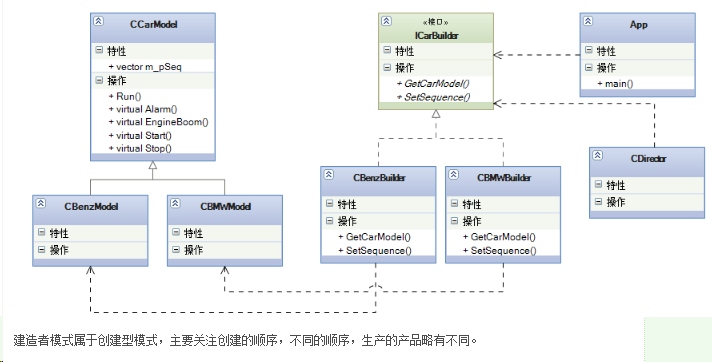 CCarModel
特性
+ vector m_pSeq
操作
+ Run()
+ virtual Alarm()
+ virtual EngineBoom()
+ virtual Start()
+ virtual Stop()
«接口»
ICarBuilder
特性
操作
+ GetCarModel()
+ SetSequence()
App
特性
操作
+ main()
CBenzModel
特性
操作
CBMWModel
特性
操作
CBenzBuilder
特性
操作
+ GetCarModel()
+ SetSequence()
CBMWBuilder
特性
操作
+ GetCarModel()
+ SetSequence()
CDirector
特性
操作
建造者模式属于创建型模式，主要关注创建的顺序，不同的顺序，生产的产品略有不同。